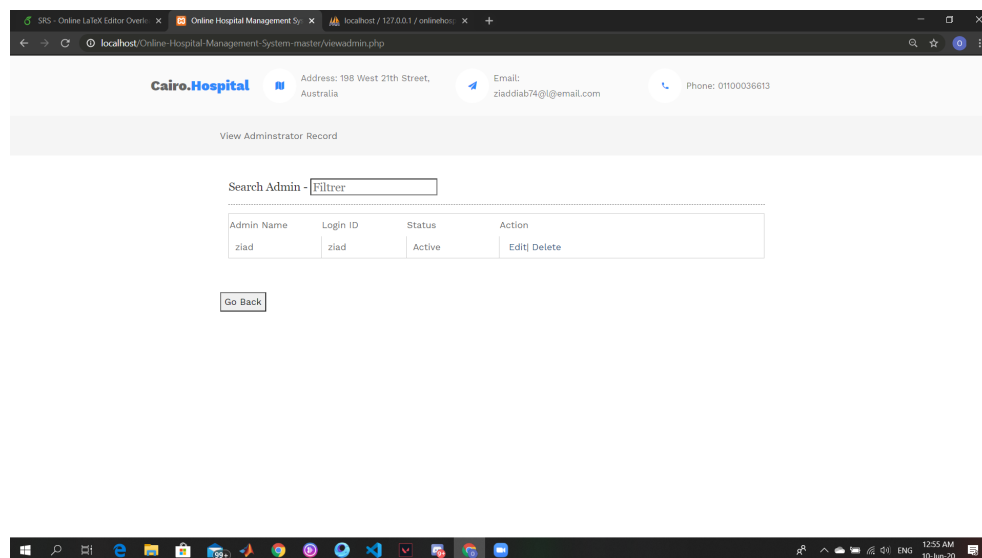 SRS - Online LaTeX Editor Overle
Online Hospital Management Sys
localhost / 127.0.0.1 / onlinehosp
localhost/Online-Hospital-Management-System-master/viewadmin.php
O
Cairo.Hospital
Address: 198 West 21th Street,
Australia
Email:
ziaddiab74@l@email.com
Phone: 01100036613
View Adminstrator Record
Search Admin - Filtrer
Admin Name Login ID Status Action
ziad ziad Active Edit| Delete
Go Back
99+
ENG
12:55 AM
10-Jun-20